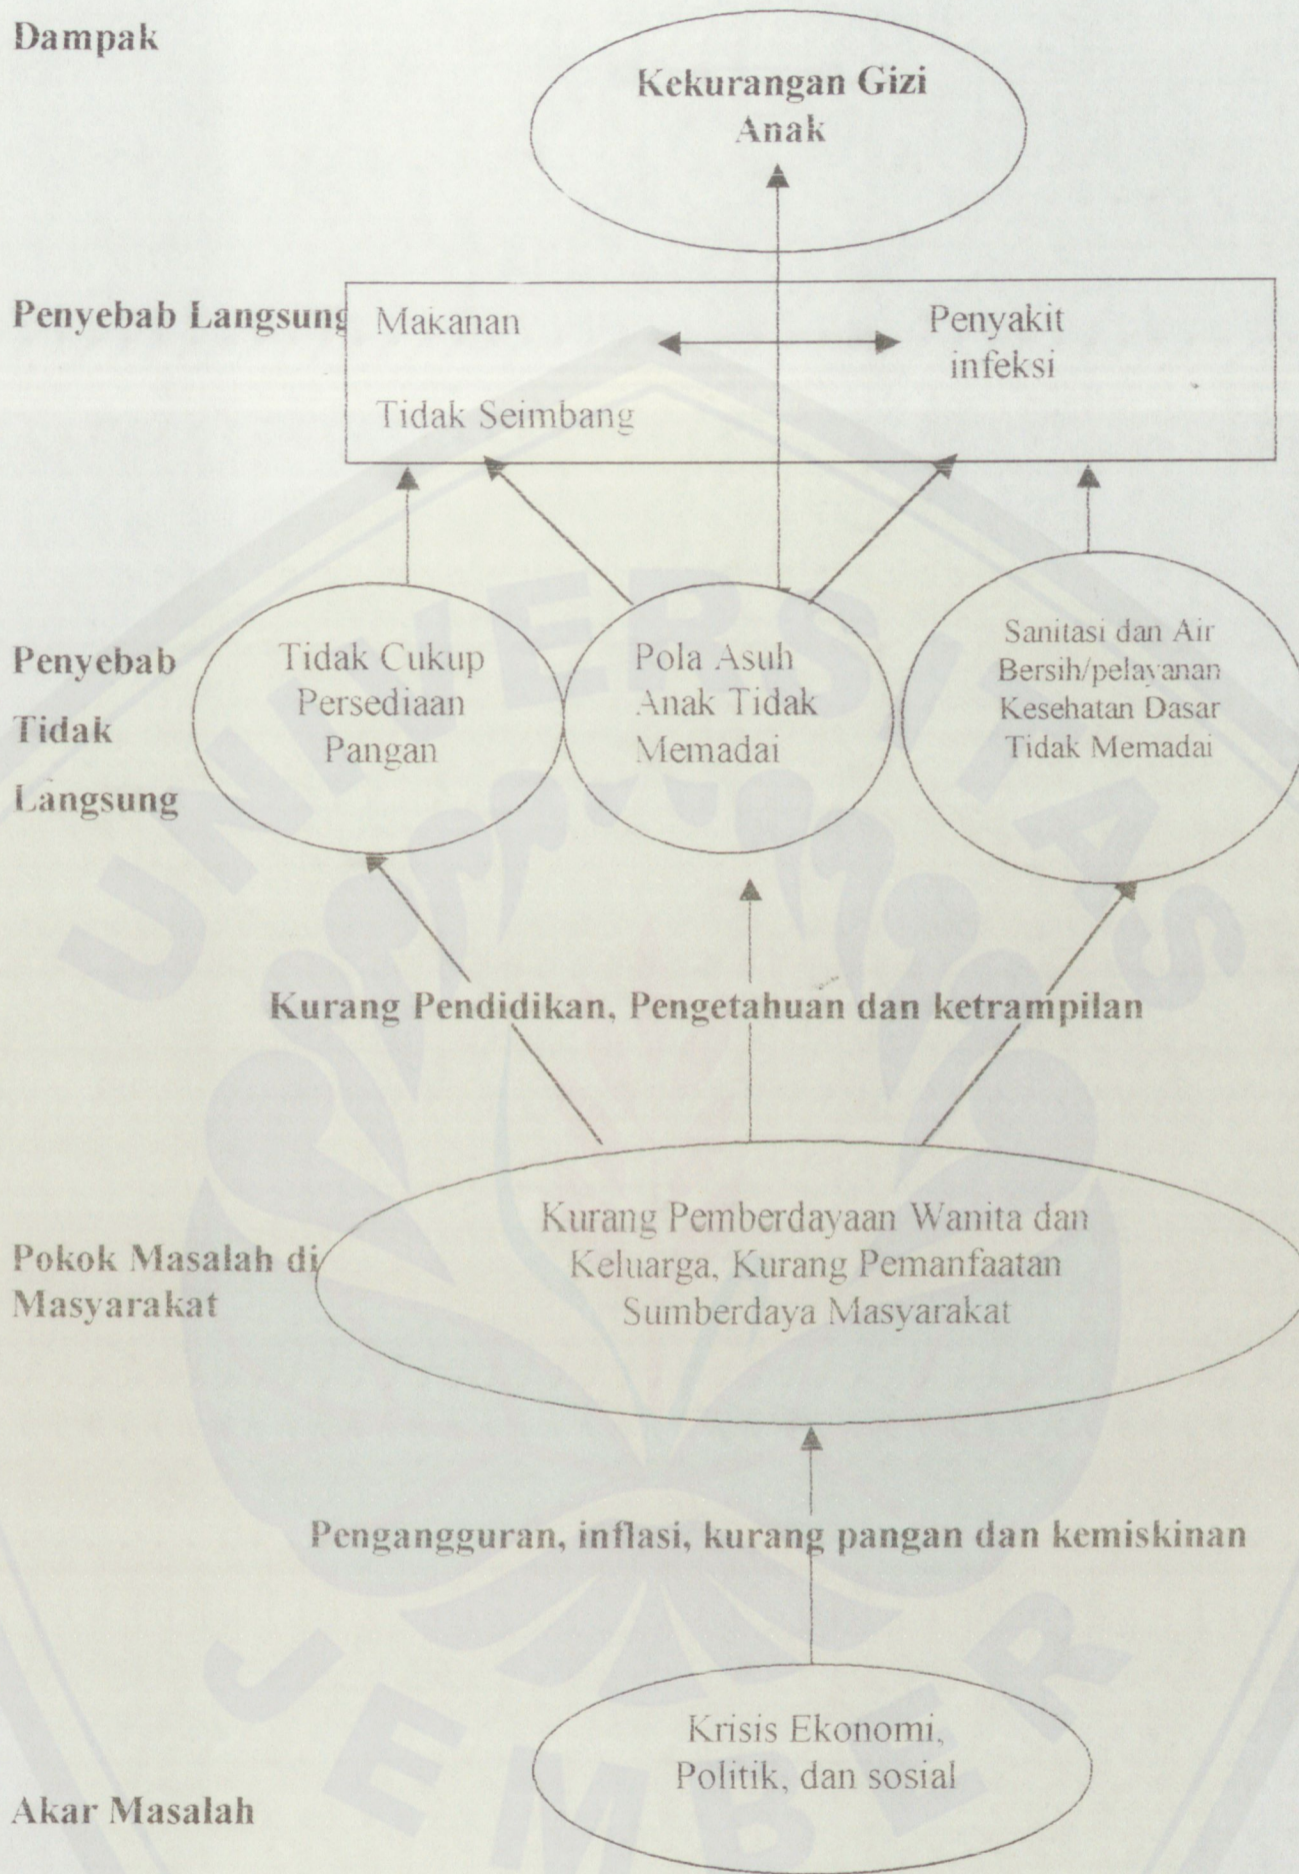 Dampak
Kekurangan Gizi
Anak
Penyebab Langsung
Makanan
Tidak Seimbang
Penyakit
infeksi
Penyebab
Tidak
Langsung
Tidak Cukup
Persediaan
Pangan
Pola Asuh
Anak Tidak
Memadai
Sanitasi dan Air
Bersih/pelayanan
Kesehatan Dasar
Tidak Memadai
Kurang Pendidikan, Pengetahuan dan ketrampilan
Pokok Masalah di
Masyarakat
Kurang Pemberdayaan Wanita dan
Keluarga, Kurang Pemanfaatan
Sumberdaya Masyarakat
Pengangguran, inflasi, kurang pangan dan kemiskinan
Krisis Ekonomi,
Politik, dan sosial
Akar Masalah
UNIVERSITAS
JEMBER